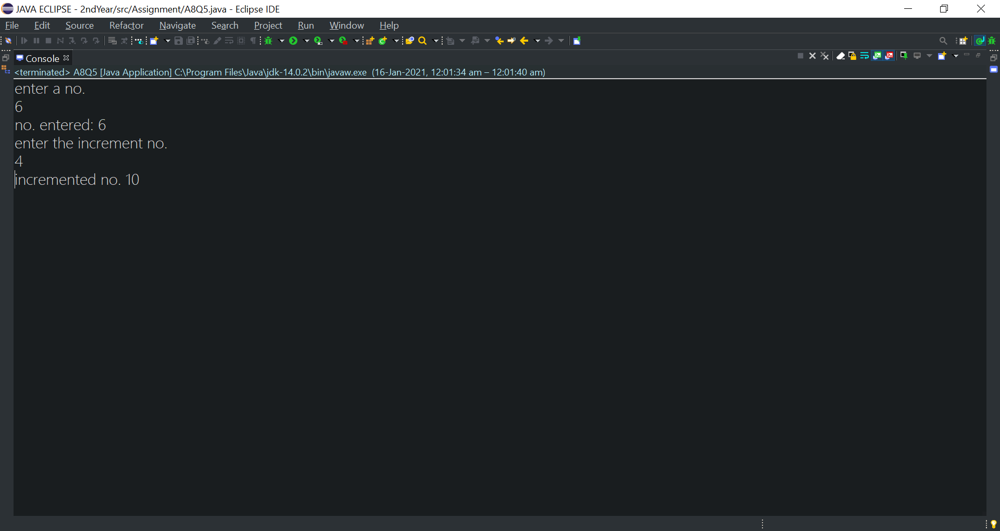 JAVA ECLIPSE - 2ndYear/src/Assignment/A8Q5.java - Eclipse IDE
File Edit Source Refactor Navigate Search Project Run Window Help
Console
<terminated> A8Q5 [Java Application] C:\Program Files\Java\jdk-14.0.2\bin\javaw.exe (16-Jan-2021, 12:01:34 am – 12:01:40 am)
enter a no.
6
no. entered: 6
enter the increment no.
4
incremented no. 10